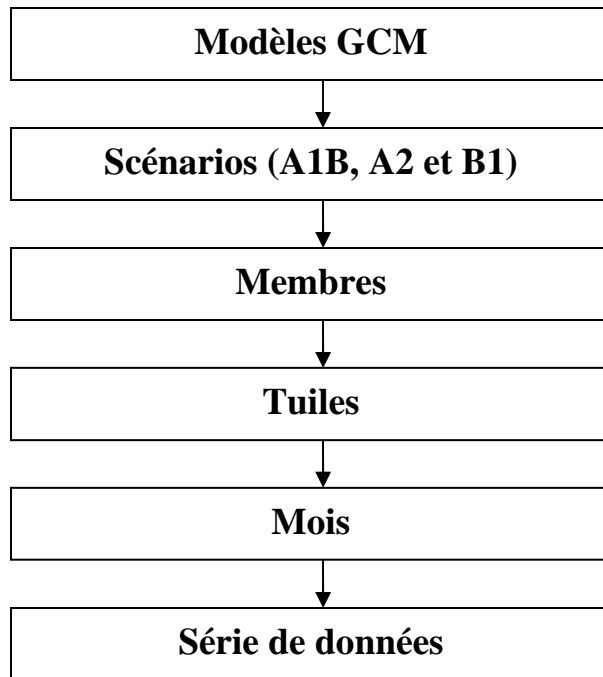 Modèles GCM
Scénarios (A1B, A2 et B1)
Membres
Tuiles
Mois
Série de données